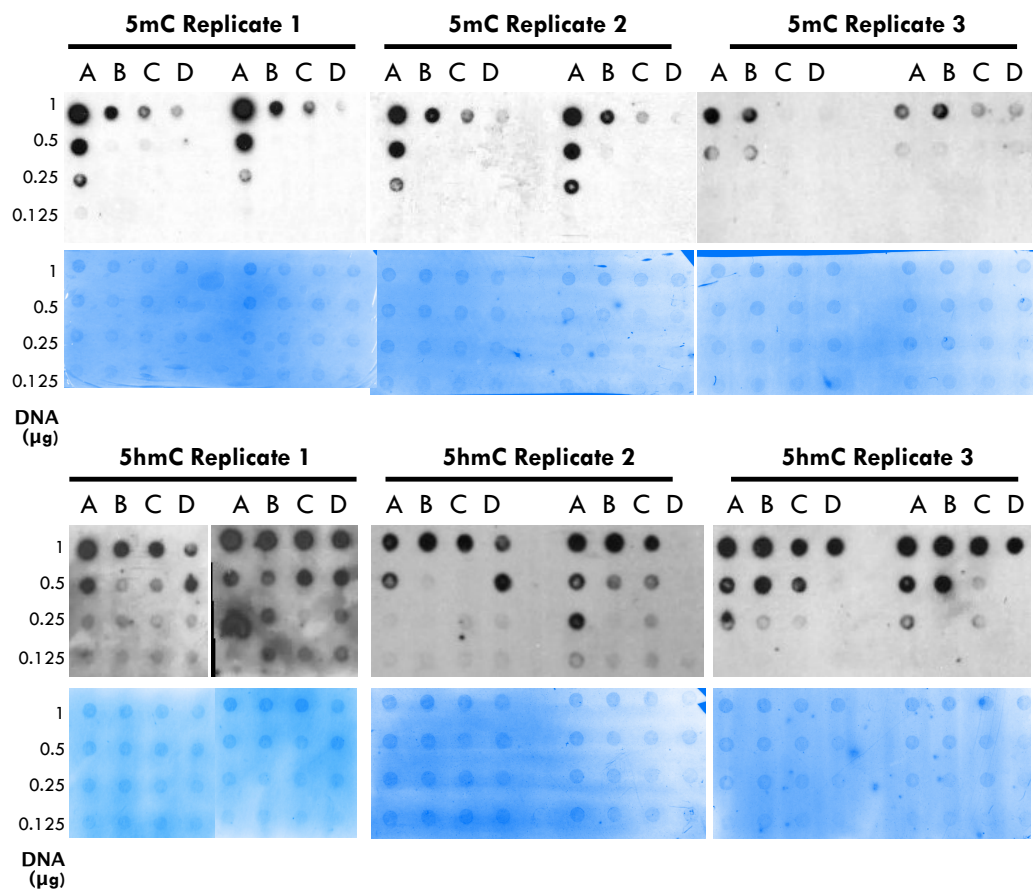 5mC Replicate 1 5mC Replicate 2 5mC Replicate 3
A B C D A B C D A B C D A B C D A B C D A B C D
1
0.5
0.25
0.125
1
0.5
0.25
0.125
DNA
(μg)
5hmC Replicate 1 5hmC Replicate 2 5hmC Replicate 3
A B C D A B C D A B C D A B C D A B C D A B C D
1
0.5
0.25
0.125
1
0.5
0.25
0.125
DNA
(μg)